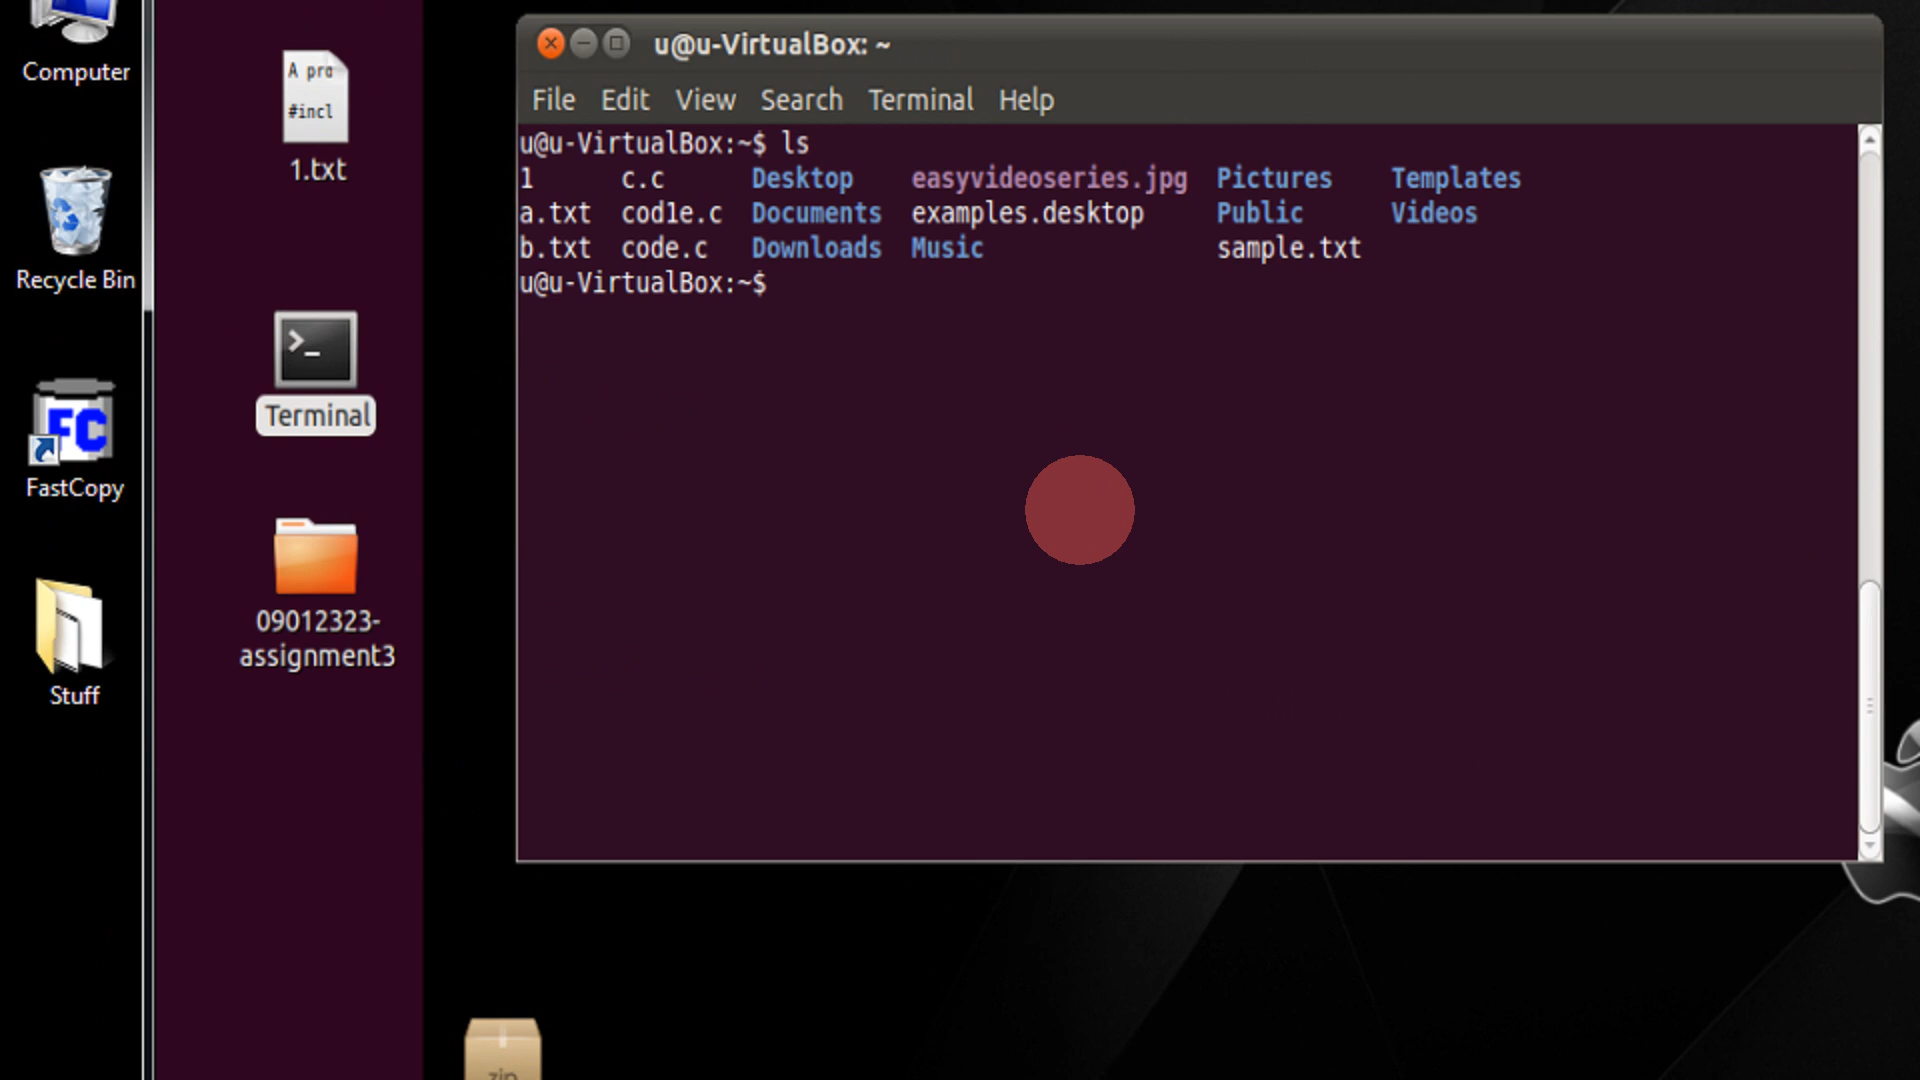 Computer
Recycle Bin
FC
FastCopy
Stuff
A pro
#incl
1.txt
>_
Terminal
09012323-
assignment3
zip
u@u-VirtualBox: ~
File Edit View Search Terminal Help
u@u-VirtualBox:~$ ls
1 c.c Desktop easyvideoseries.jpg Pictures Templates
a.txt cod1e.c Documents examples.desktop Public Videos
b.txt code.c Downloads Music sample.txt
u@u-VirtualBox:~$